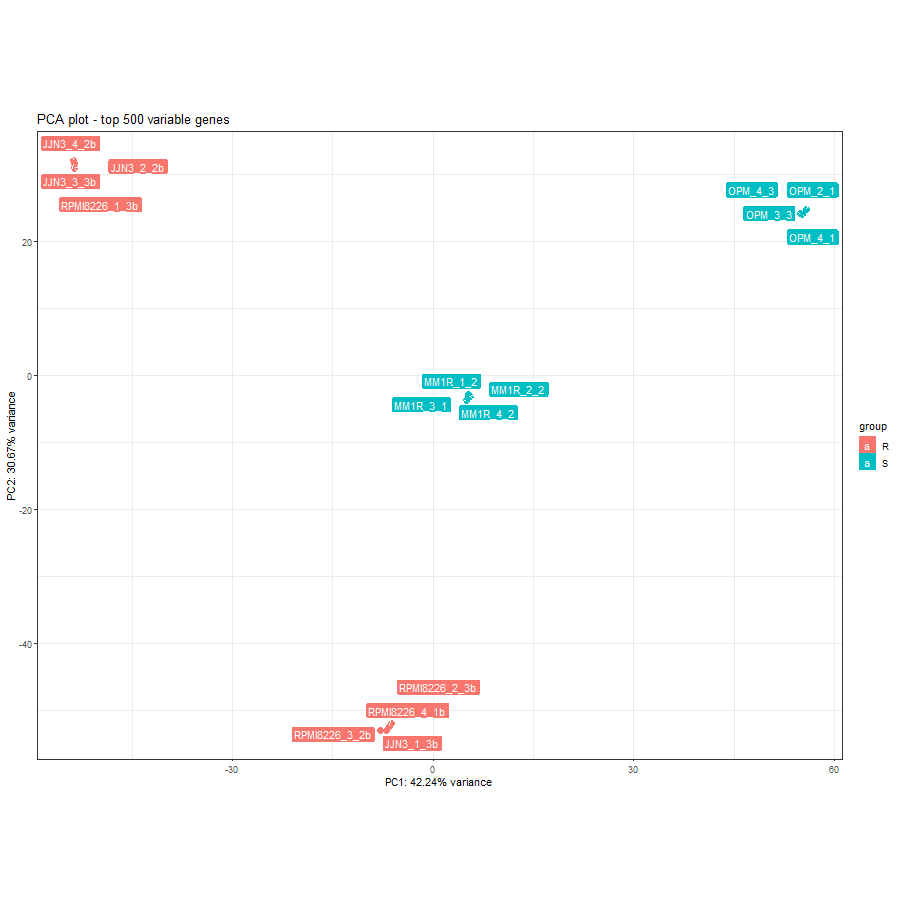 PCA plot - top 500 variable genes
JJN3_4_2b
JJN3_2_2b
JJN3_3_3b
RPMI8226_1_3b
OPM_4_3
OPM_2_1
OPM_3_3
OPM_4_1
MM1R_1_2
MM1R_2_2
MM1R_3_1
MM1R_4_2
RPMI8226_2_3b
RPMI8226_4_1b
RPMI8226_3_2b
JJN3_1_3b
20
0
-20
-40
PC2: 30.67% variance
-30
0
30
60
PC1: 42.24% variance
group
a R
a S